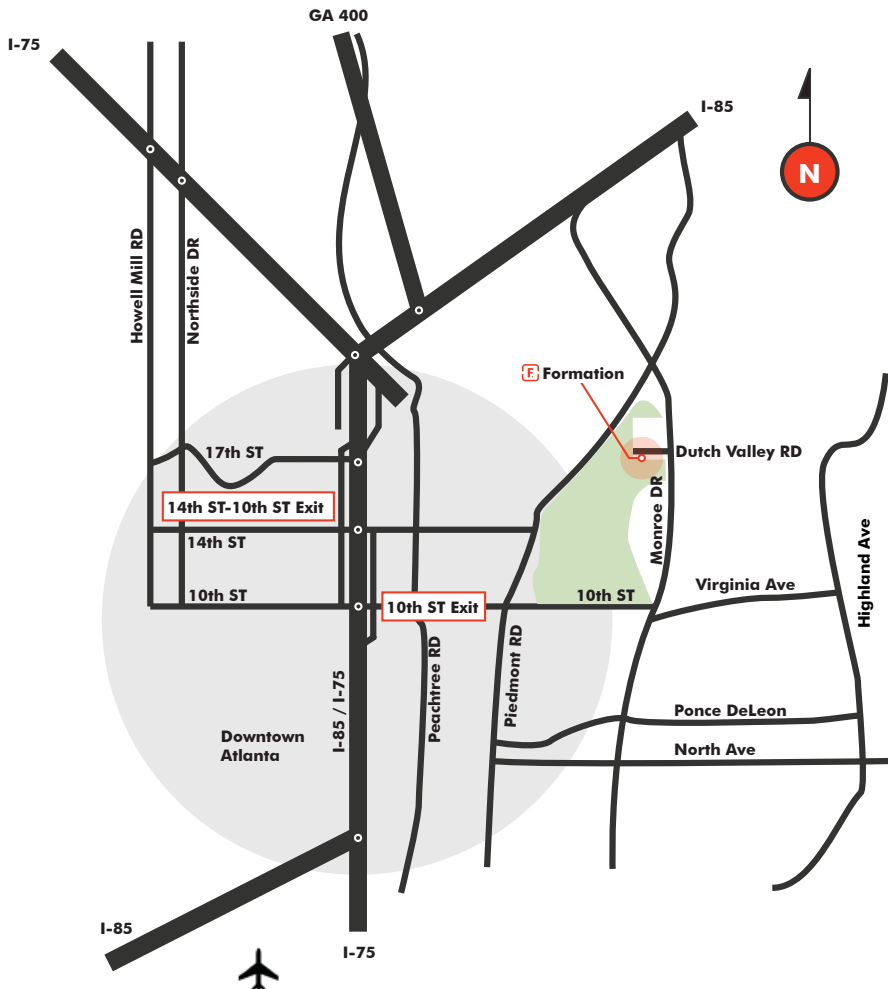 GA 400
I-75
I-85
N
Howell Mill RD
Northside DR
F Formation
17th ST
Dutch Valley RD
14th ST-10th ST Exit
14th ST
Monroe DR
Highland Ave
10th ST
10th ST Exit
10th ST
Virginia Ave
Peachtree RD
Piedmont RD
I-85 / I-75
Ponce DeLeon
Downtown
Atlanta
North Ave
I-85
I-75